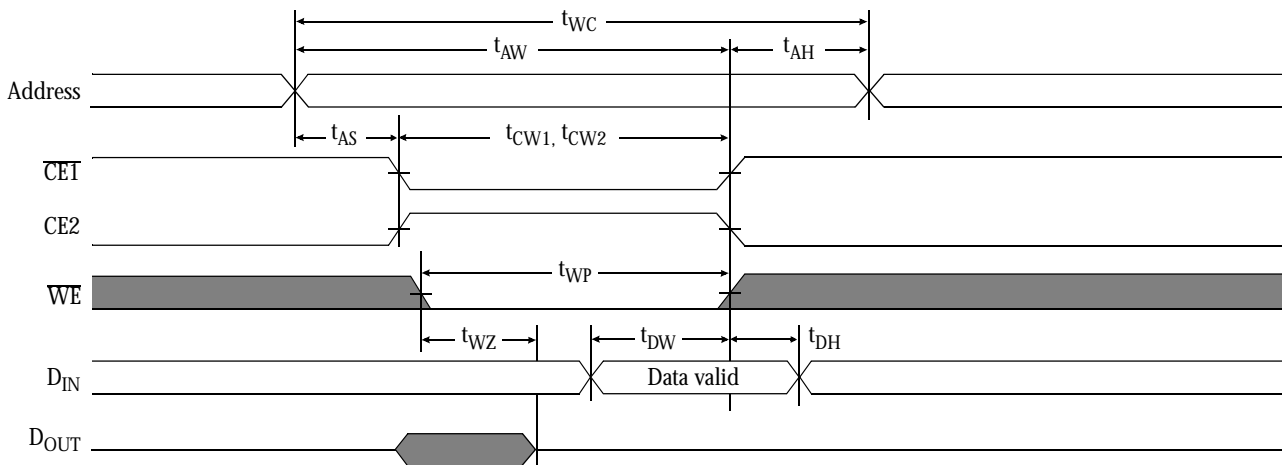 tWC
tAW tAH
Address
tAS tCW1, tCW2
CE1
CE2
tWP
WE
tWZ tDW tDH
DIN Data valid
DOUT